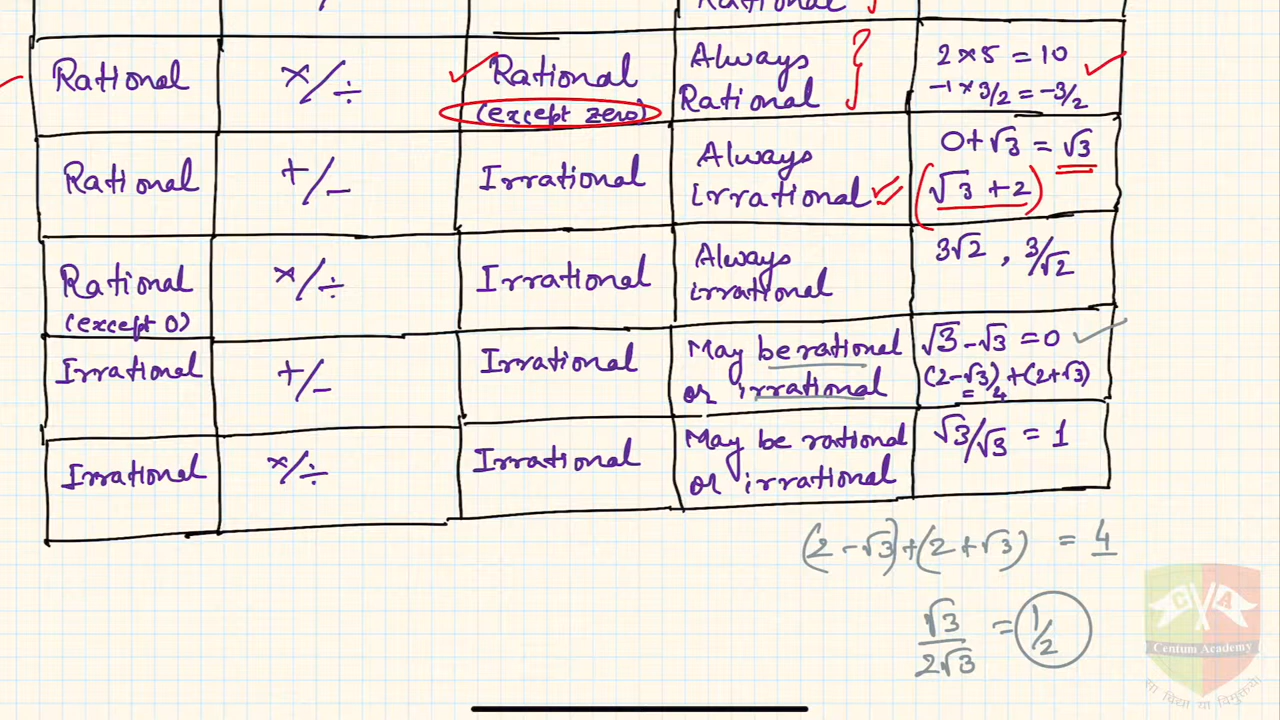 Rational }
Rational ×/÷ Rational Always 2 × 5 = 10
(except zero) Rational -1 × 3/2 = -3/2
Rational +/- Irrational Always 0 + √3 = √3
irrational (√3 + 2)
Rational ×/÷ Irrational Always 3√2 , 3/√2
(except 0) irrational
Irrational +/- Irrational May be rational √3 - √3 = 0
or irrational (2-√3) + (2+√3)
= 4
Irrational ×/÷ Irrational May be rational √3/√3 = 1
or irrational
(2 - √3) + (2 + √3) = 4
√3/2√3 = 1/2
C A
Centum Academy
सा विद्या या विमुक्तये